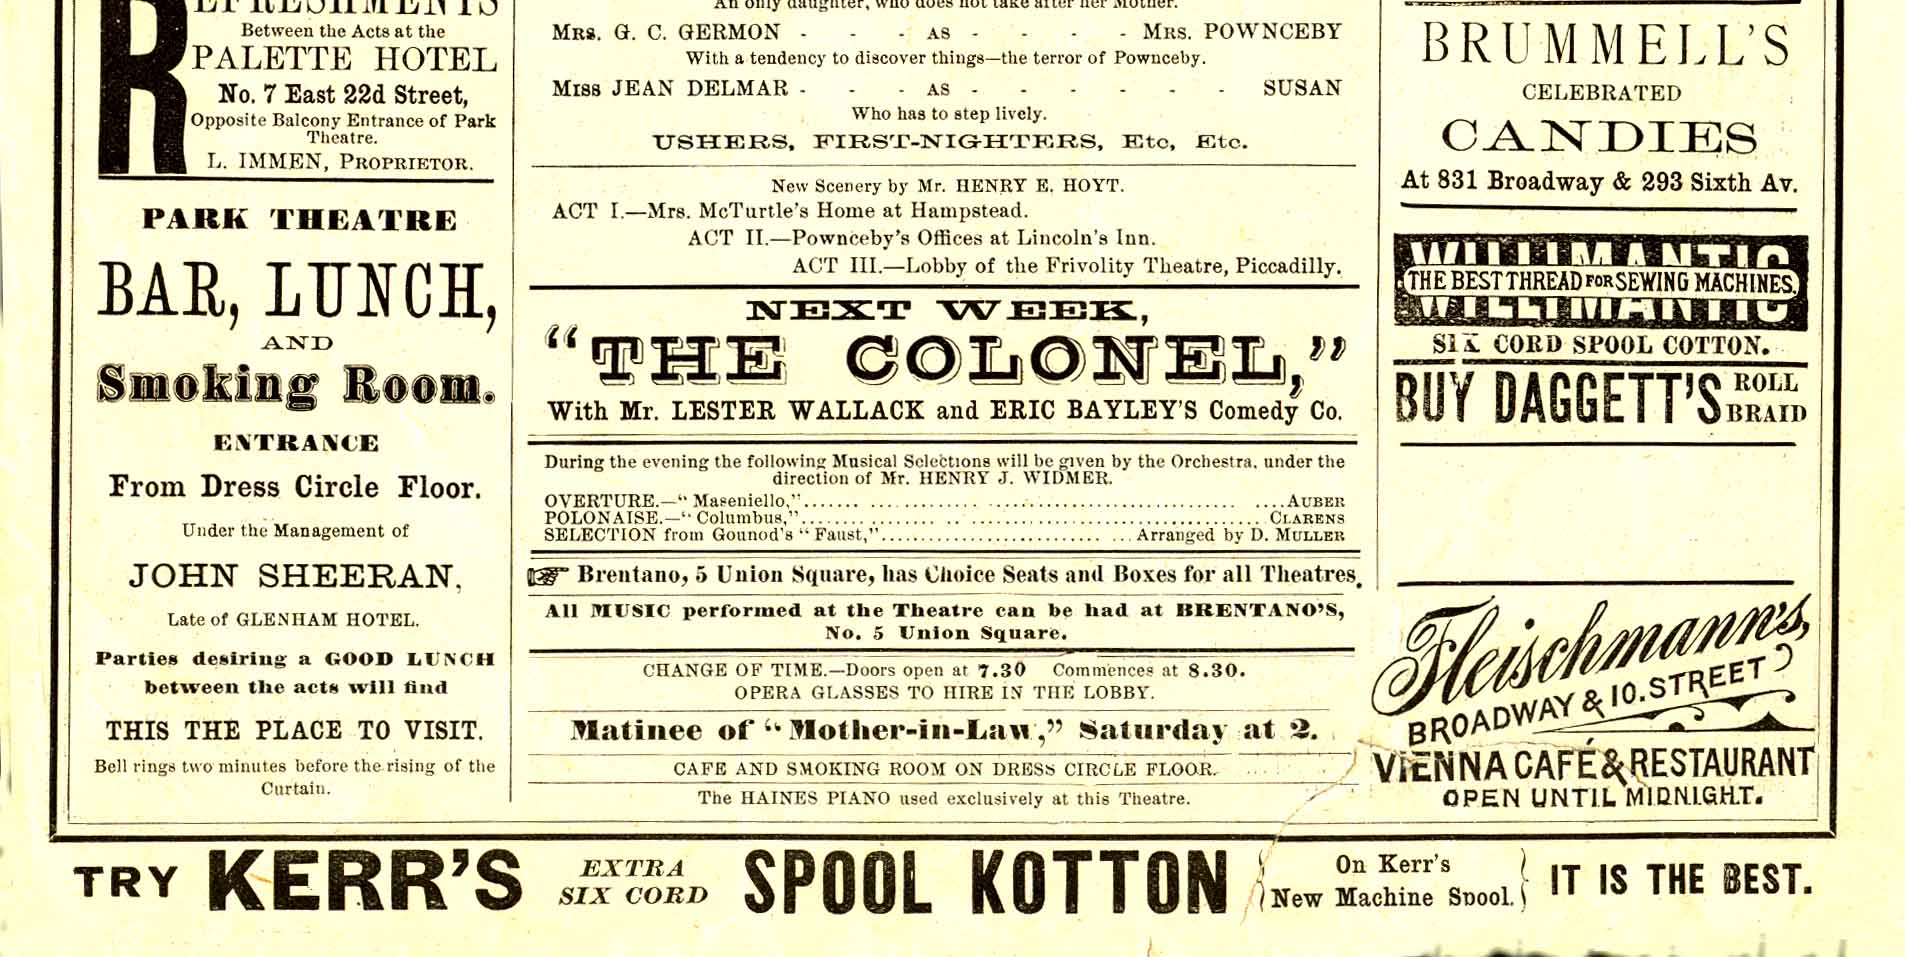 REFRESHMENTS
Between the Acts at the
PALETTE HOTEL
No. 7 East 22d Street,
Opposite Balcony Entrance of Park
Theatre.
L. IMMEN, PROPRIETOR.
PARK THEATRE
BAR, LUNCH,
AND
Smoking Room.
ENTRANCE
From Dress Circle Floor.
Under the Management of
JOHN SHEERAN,
Late of GLENHAM HOTEL.
Parties desiring a GOOD LUNCH
between the acts will find
THIS THE PLACE TO VISIT.
Bell rings two minutes before the rising of the
Curtain.
An only daughter, who does not take after her Mother.
MRS. G. C. GERMON - - - AS - - - - MRS. POWNCEBY
With a tendency to discover things—the terror of Pownceby.
MISS JEAN DELMAR - - - AS - - - - - - SUSAN
Who has to step lively.
USHERS, FIRST-NIGHTERS, Etc, Etc.
New Scenery by Mr. HENRY E. HOYT.
ACT I.—Mrs. McTurtle's Home at Hampstead.
ACT II.—Pownceby's Offices at Lincoln's Inn.
ACT III.—Lobby of the Frivolity Theatre, Piccadilly.
NEXT WEEK,
"THE COLONEL,"
With Mr. LESTER WALLACK and ERIC BAYLEY'S Comedy Co.
During the evening the following Musical Selections will be given by the Orchestra, under the
direction of Mr. HENRY J. WIDMER.
OVERTURE.—"Maseniello,"........ AUBER
POLONAISE.—"Columbus,"........ CLARENS
SELECTION from Gounod's "Faust,"........ Arranged by D. MULLER
☞ Brentano, 5 Union Square, has Choice Seats and Boxes for all Theatres.
All MUSIC performed at the Theatre can be had at BRENTANO'S,
No. 5 Union Square.
CHANGE OF TIME.—Doors open at 7.30 Commences at 8.30.
OPERA GLASSES TO HIRE IN THE LOBBY.
Matinee of "Mother-in-Law," Saturday at 2.
CAFE AND SMOKING ROOM ON DRESS CIRCLE FLOOR.
The HAINES PIANO used exclusively at this Theatre.
BRUMMELL'S
CELEBRATED
CANDIES
At 831 Broadway & 293 Sixth Av.
WILLIMANTIC
THE BEST THREAD FOR SEWING MACHINES.
SIX CORD SPOOL COTTON.
BUY DAGGETT'S ROLL BRAID
Fleischmann's,
BROADWAY & 10. STREET
VIENNA CAFÉ & RESTAURANT
OPEN UNTIL MIDNIGHT.
TRY KERR'S EXTRA SIX CORD SPOOL KOTTON { On Kerr's New Machine Spool. } IT IS THE BEST.